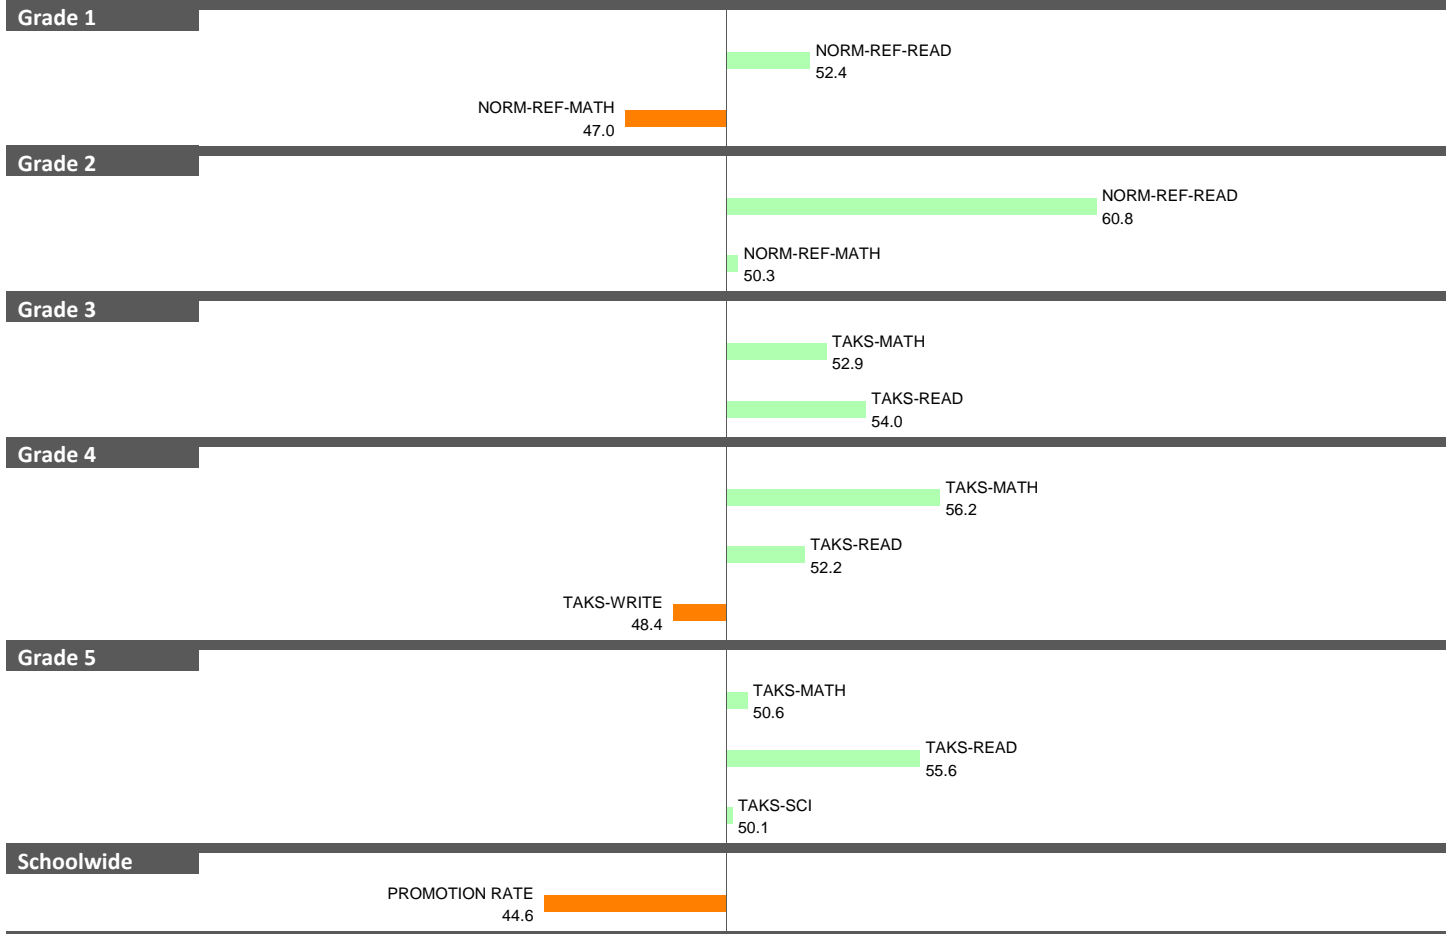 Grade 1
NORM-REF-READ
52.4
NORM-REF-MATH
47.0
Grade 2
NORM-REF-READ
60.8
NORM-REF-MATH
50.3
Grade 3
TAKS-MATH
52.9
TAKS-READ
54.0
Grade 4
TAKS-MATH
56.2
TAKS-READ
52.2
TAKS-WRITE
48.4
Grade 5
TAKS-MATH
50.6
TAKS-READ
55.6
TAKS-SCI
50.1
Schoolwide
PROMOTION RATE
44.6